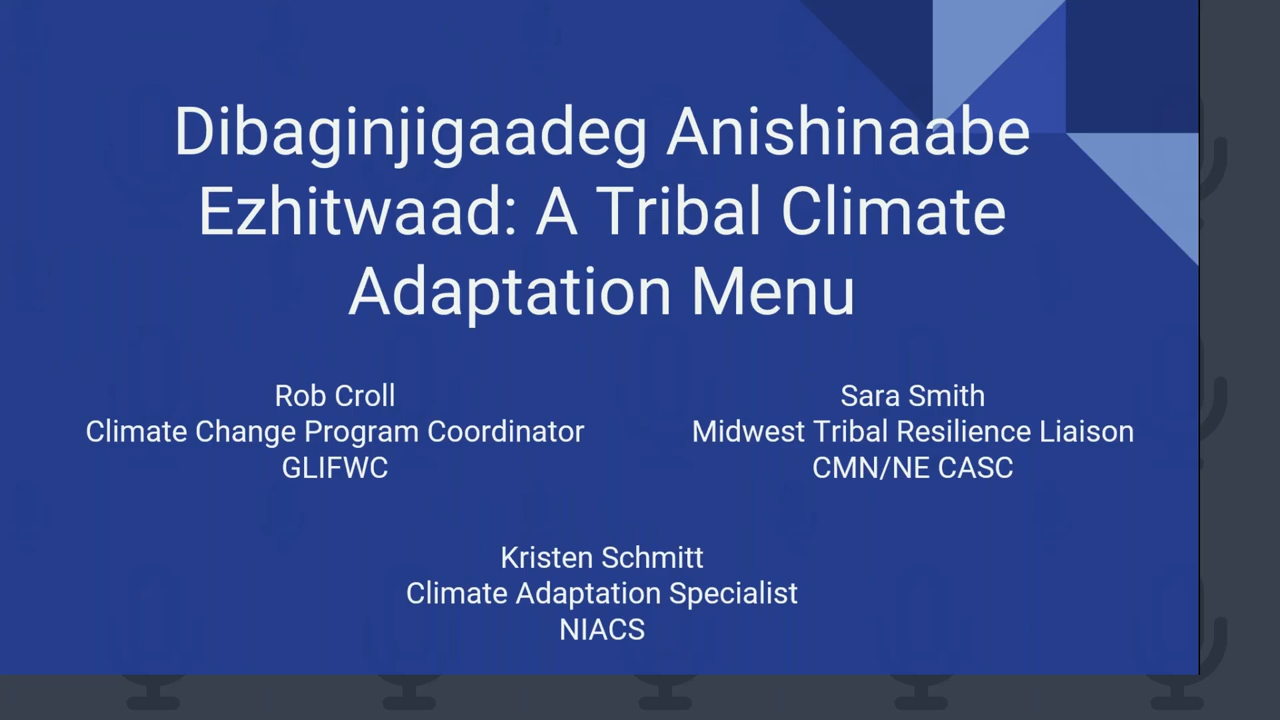 Dibaginjigaadeg Anishinaabe
Ezhitwaad: A Tribal Climate
Adaptation Menu
Rob Croll
Climate Change Program Coordinator
GLIFWC
Sara Smith
Midwest Tribal Resilience Liaison
CMN/NE CASC
Kristen Schmitt
Climate Adaptation Specialist
NIACS